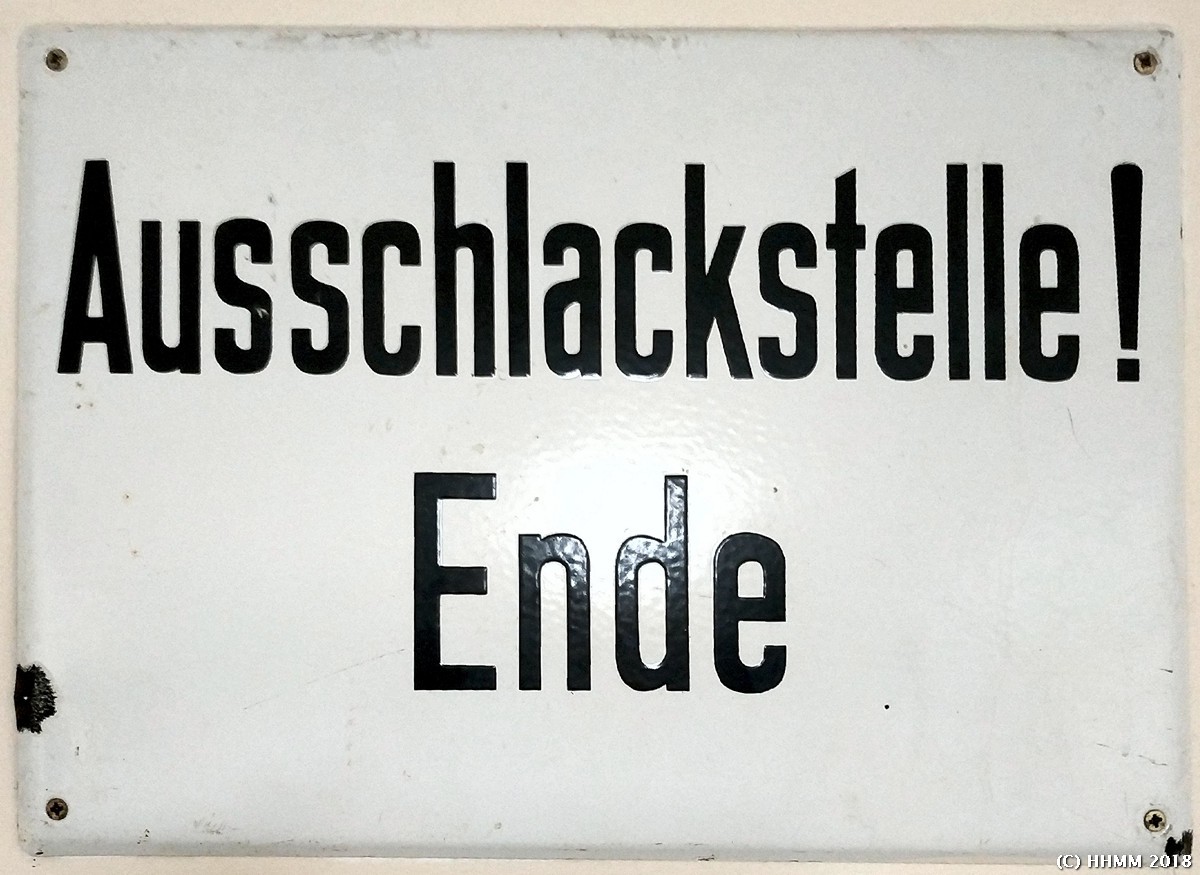 Ausschlackstelle!
Ende
(C) HHMM 2018